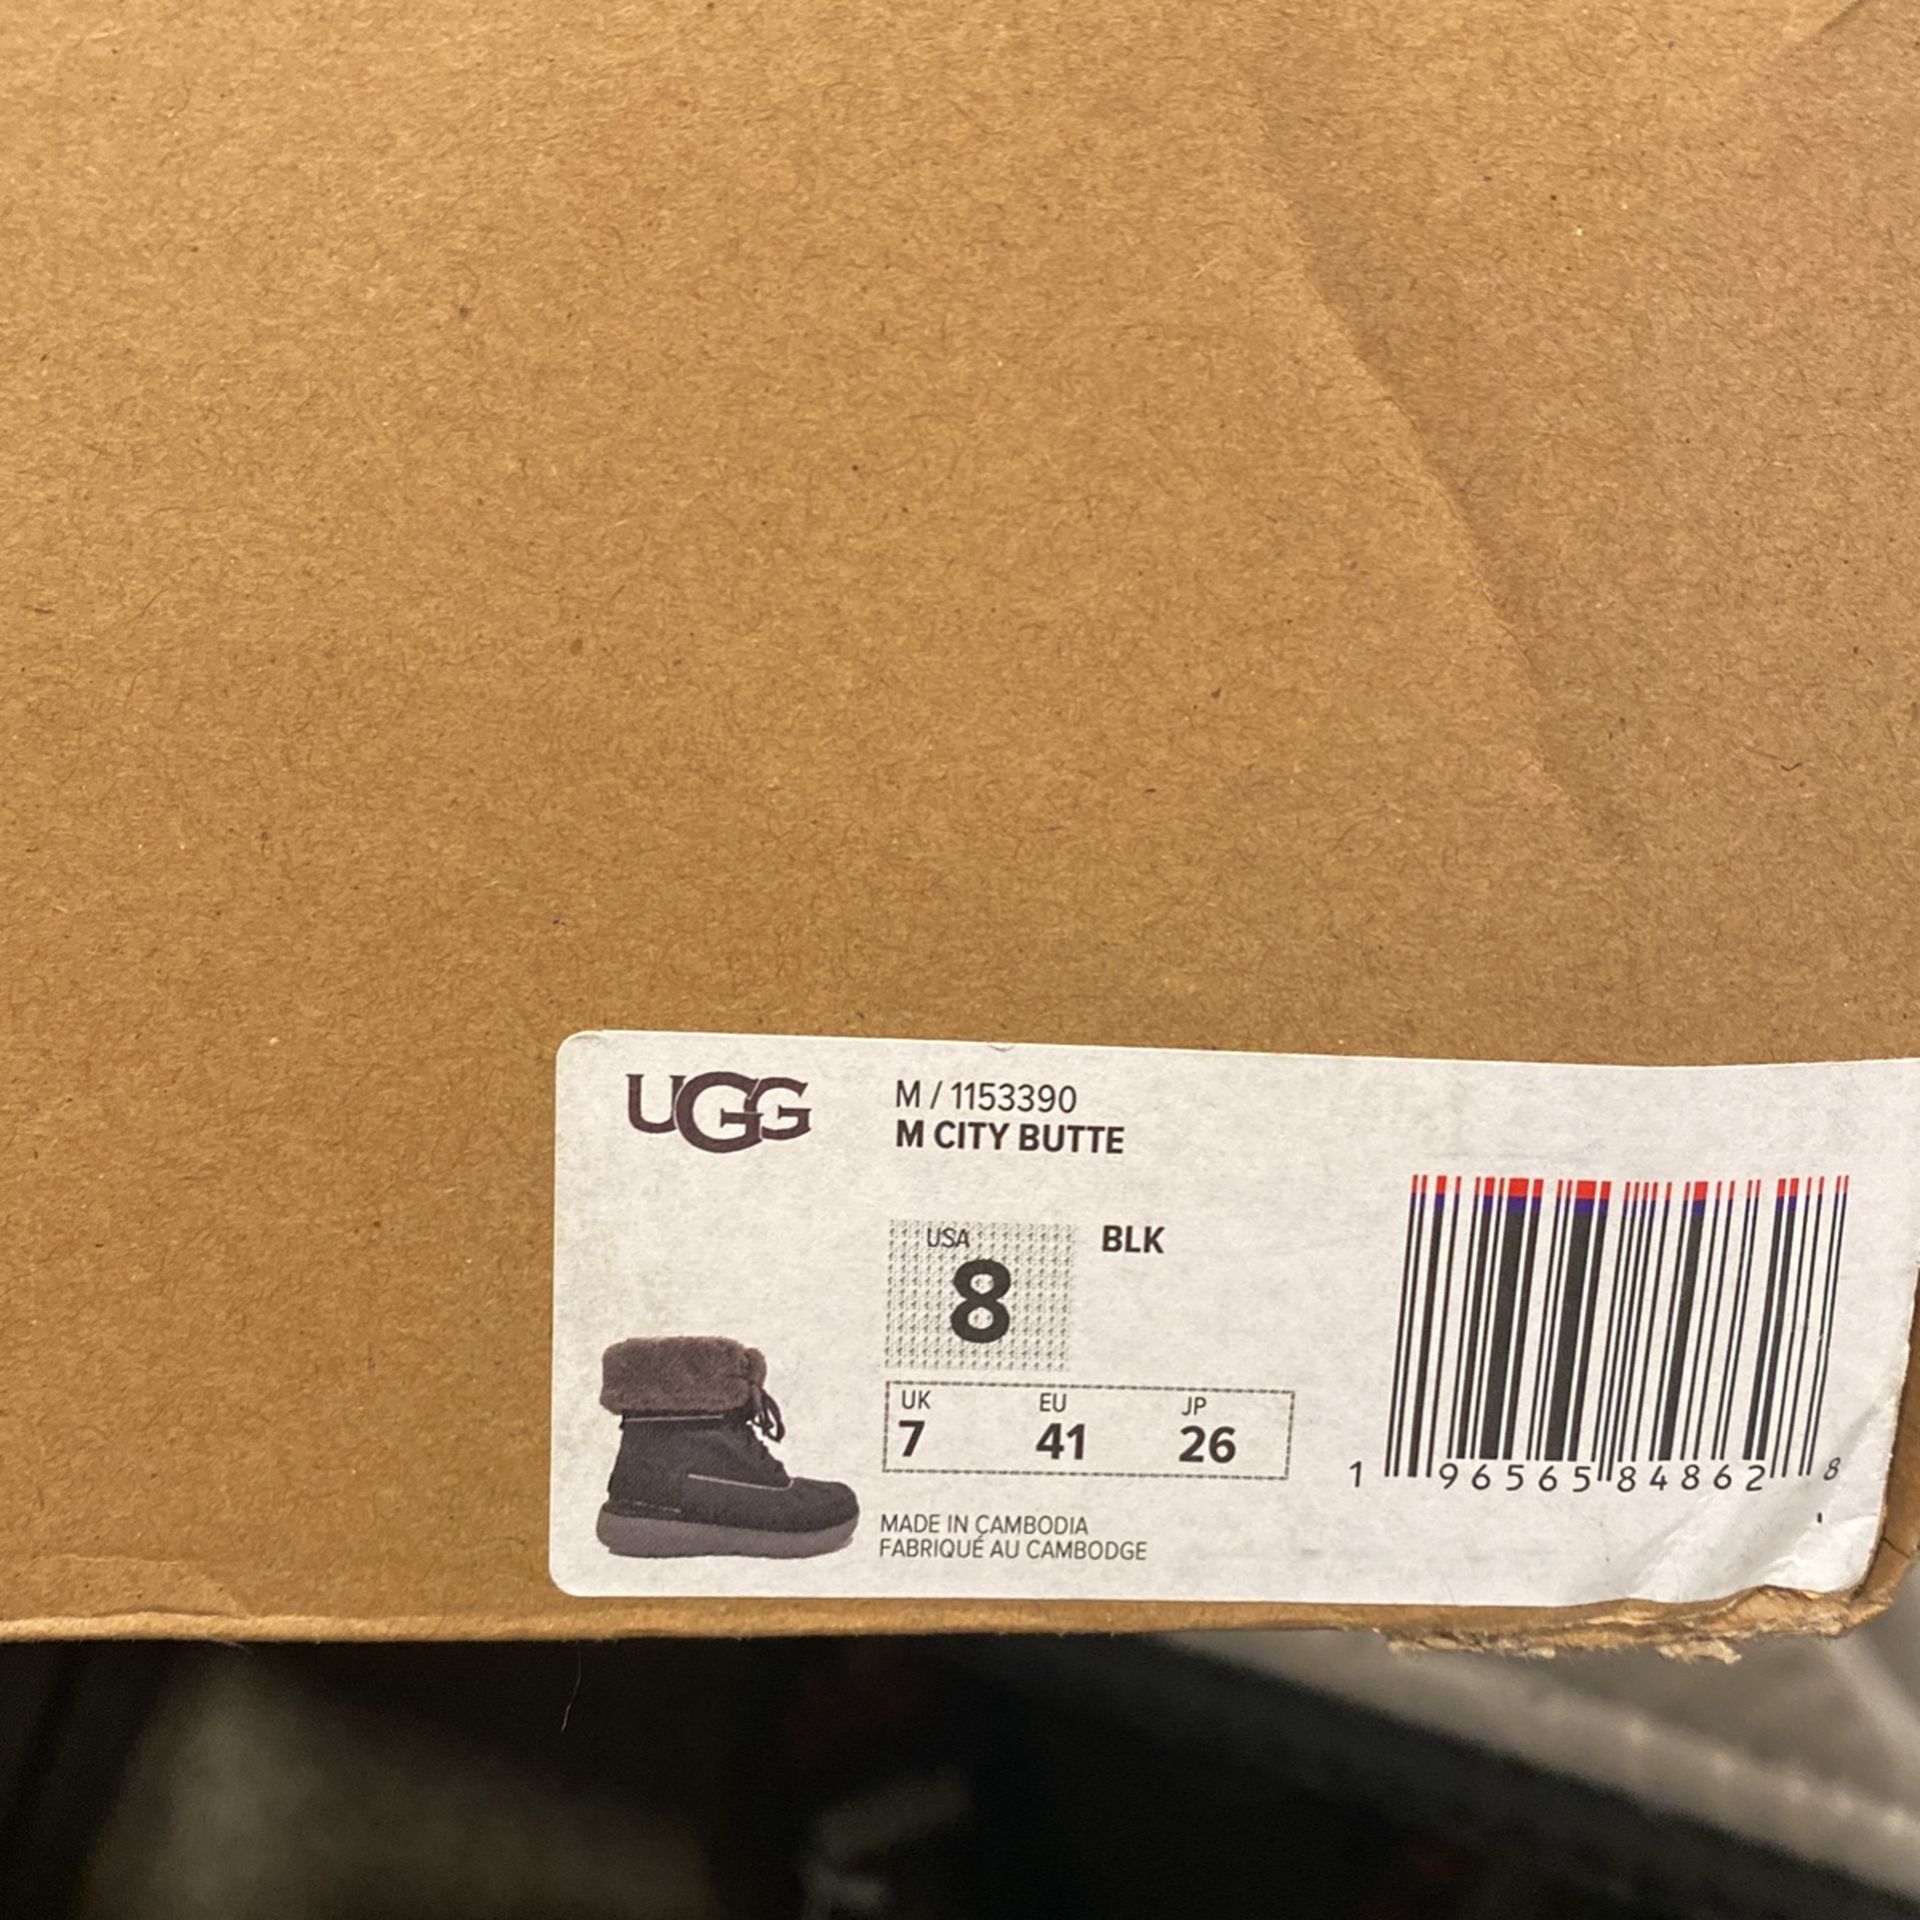 UGG
M / 1153390
M CITY BUTTE
USA
8
BLK
UK EU JP
7 41 26
MADE IN CAMBODIA
FABRIQUÉ AU CAMBODGE
1 96565 84862 8